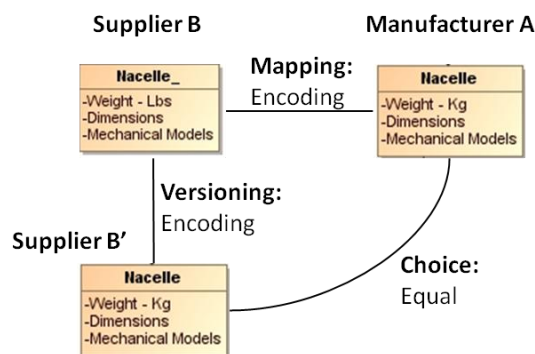 Supplier B
Manufacturer A
Nacelle_
-Weight - Lbs
-Dimensions
-Mechanical Models
Mapping:
Encoding
Nacelle
-Weight - Kg
-Dimensions
-Mechanical Models
Versioning:
Encoding
Supplier B’
Nacelle
-Weight - Kg
-Dimensions
-Mechanical Models
Choice:
Equal